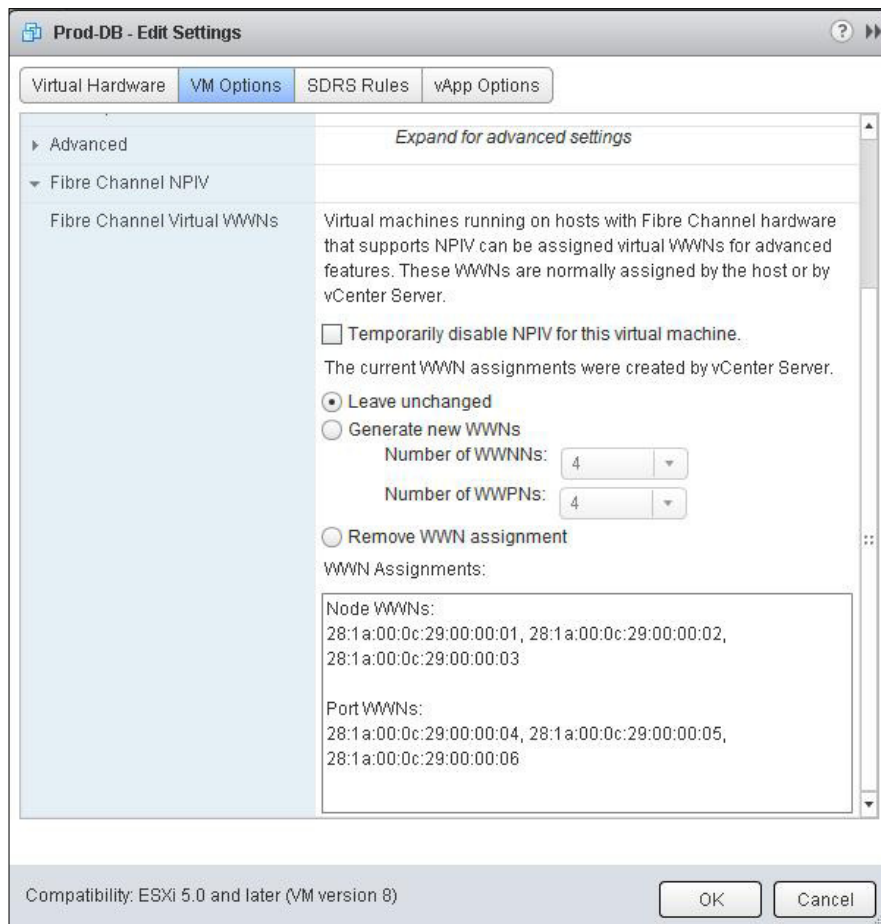 Prod-DB - Edit Settings
Virtual Hardware VM Options SDRS Rules vApp Options
Advanced Expand for advanced settings
Fibre Channel NPIV
Fibre Channel Virtual WWNs
Virtual machines running on hosts with Fibre Channel hardware
that supports NPIV can be assigned virtual WWNs for advanced
features. These WWNs are normally assigned by the host or by
vCenter Server.
Temporarily disable NPIV for this virtual machine.
The current WWN assignments were created by vCenter Server.
Leave unchanged
Generate new WWNs
Number of WWNNs: 4
Number of WWPNs: 4
Remove WWN assignment
WWN Assignments:
Node WWNs:
28:1a:00:0c:29:00:00:01, 28:1a:00:0c:29:00:00:02,
28:1a:00:0c:29:00:00:03
Port WWNs:
28:1a:00:0c:29:00:00:04, 28:1a:00:0c:29:00:00:05,
28:1a:00:0c:29:00:00:06
Compatibility: ESXi 5.0 and later (VM version 8) OK Cancel